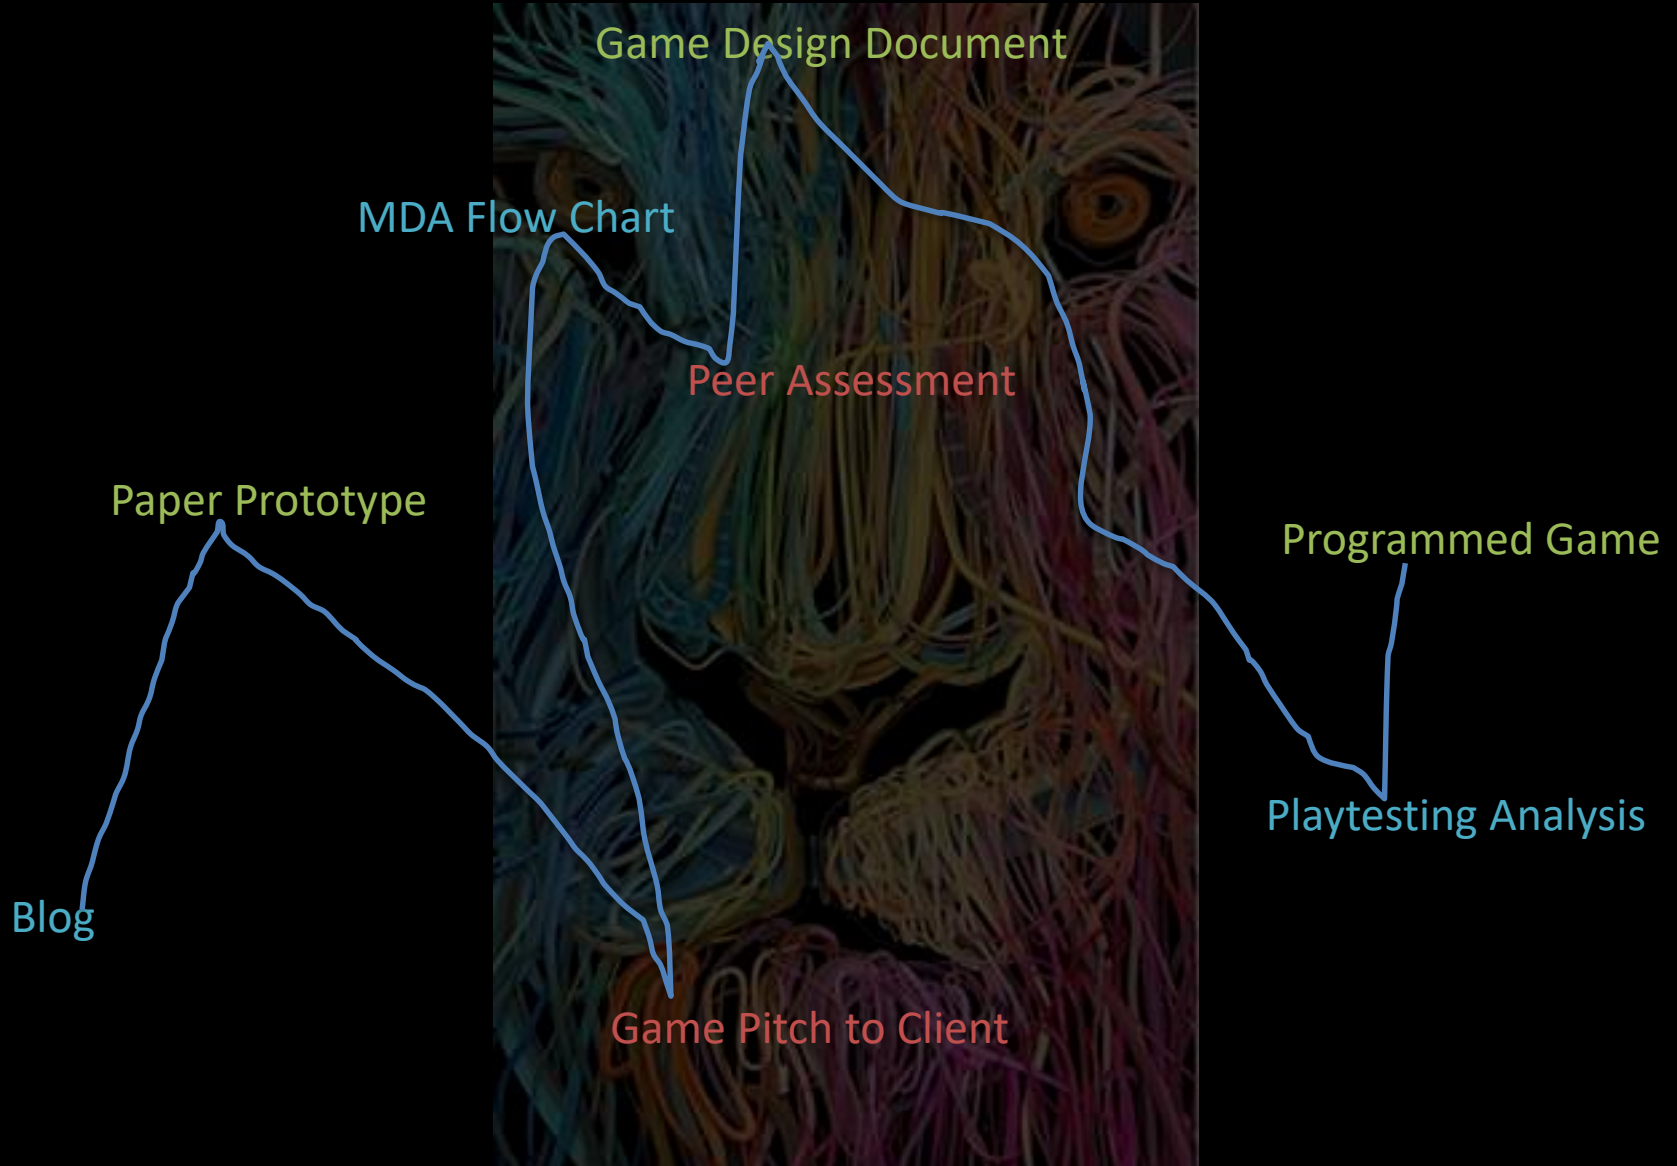 Game Design Document
MDA Flow Chart
Peer Assessment
Paper Prototype
Programmed Game
Playtesting Analysis
Blog
Game Pitch to Client